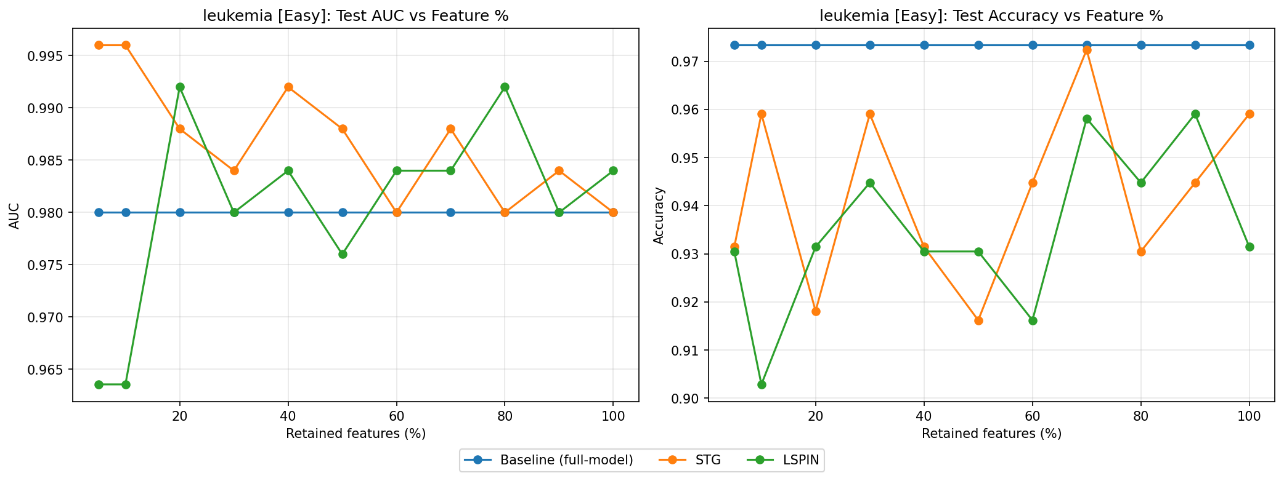 leukemia [Easy]: Test AUC vs Feature %
0.995
0.990
0.985
0.980
0.975
0.970
0.965
AUC
20
40
60
80
100
Retained features (%)
leukemia [Easy]: Test Accuracy vs Feature %
0.97
0.96
0.95
0.94
0.93
0.92
0.91
0.90
Accuracy
20
40
60
80
100
Retained features (%)
Baseline (full-model)
STG
LSPIN